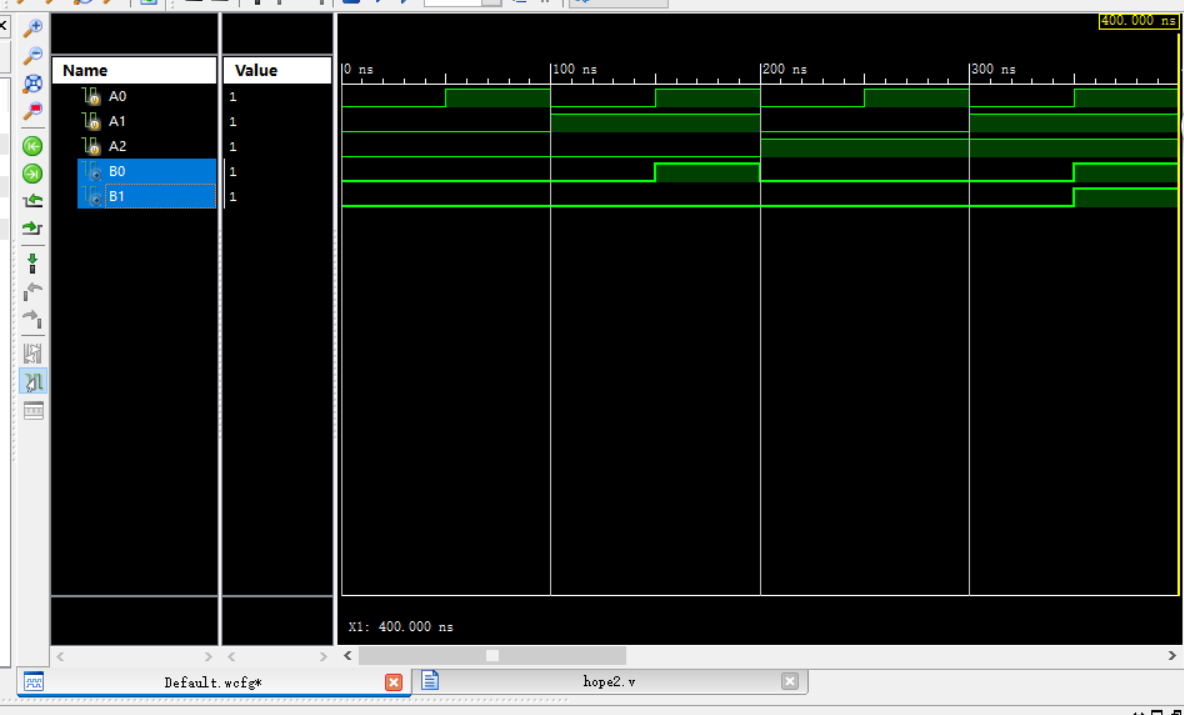 400.000 ns
Name Value
0 ns 100 ns 200 ns 300 ns
A0 1
A1 1
A2 1
B0 1
B1 1
X1: 400.000 ns
Default.wcfg* hope2.v